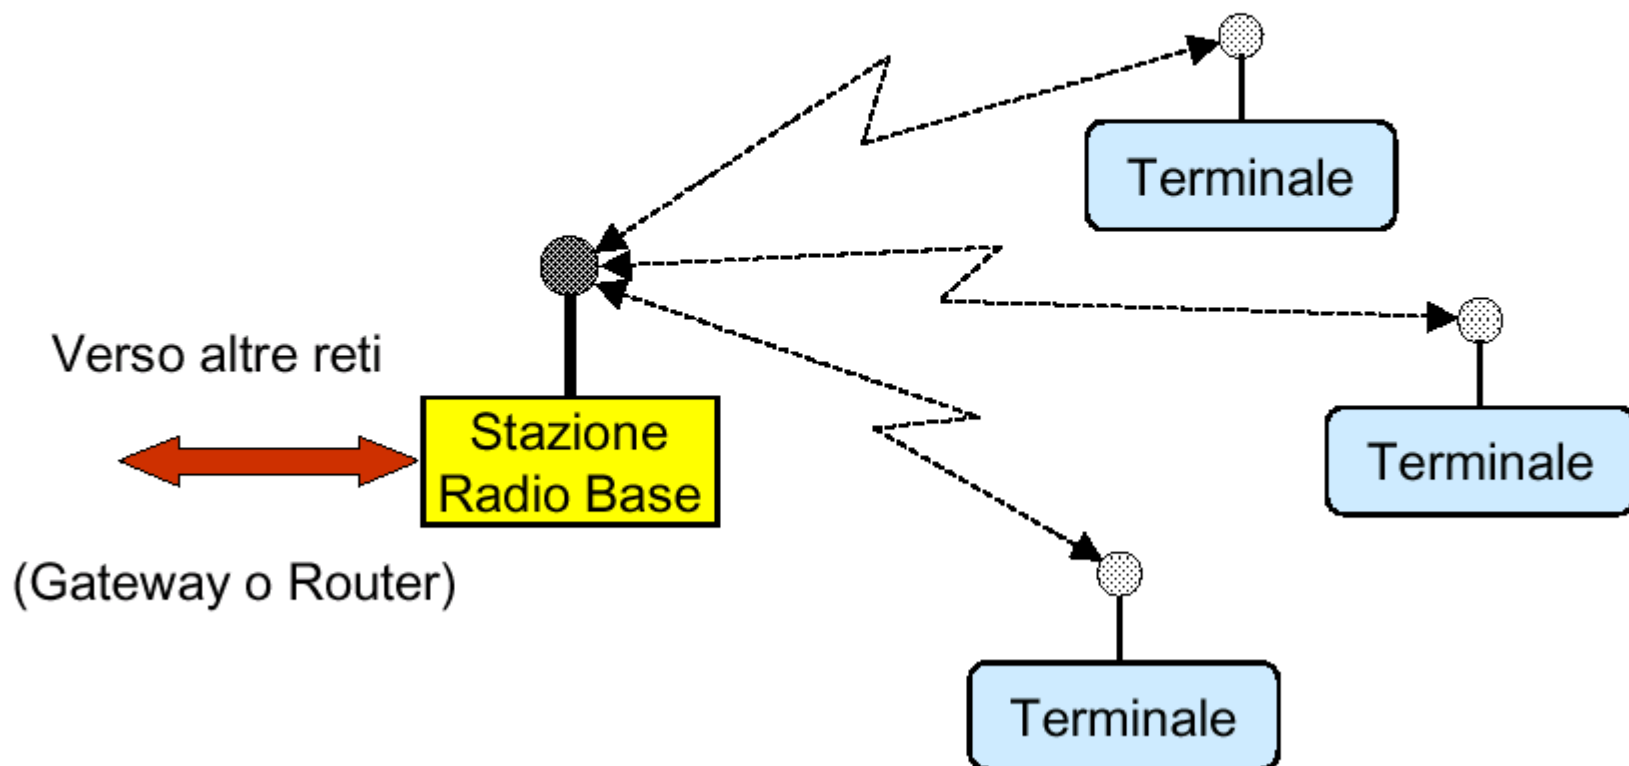 Terminale
Verso altre reti
Stazione
Radio Base
Terminale
(Gateway o Router)
Terminale